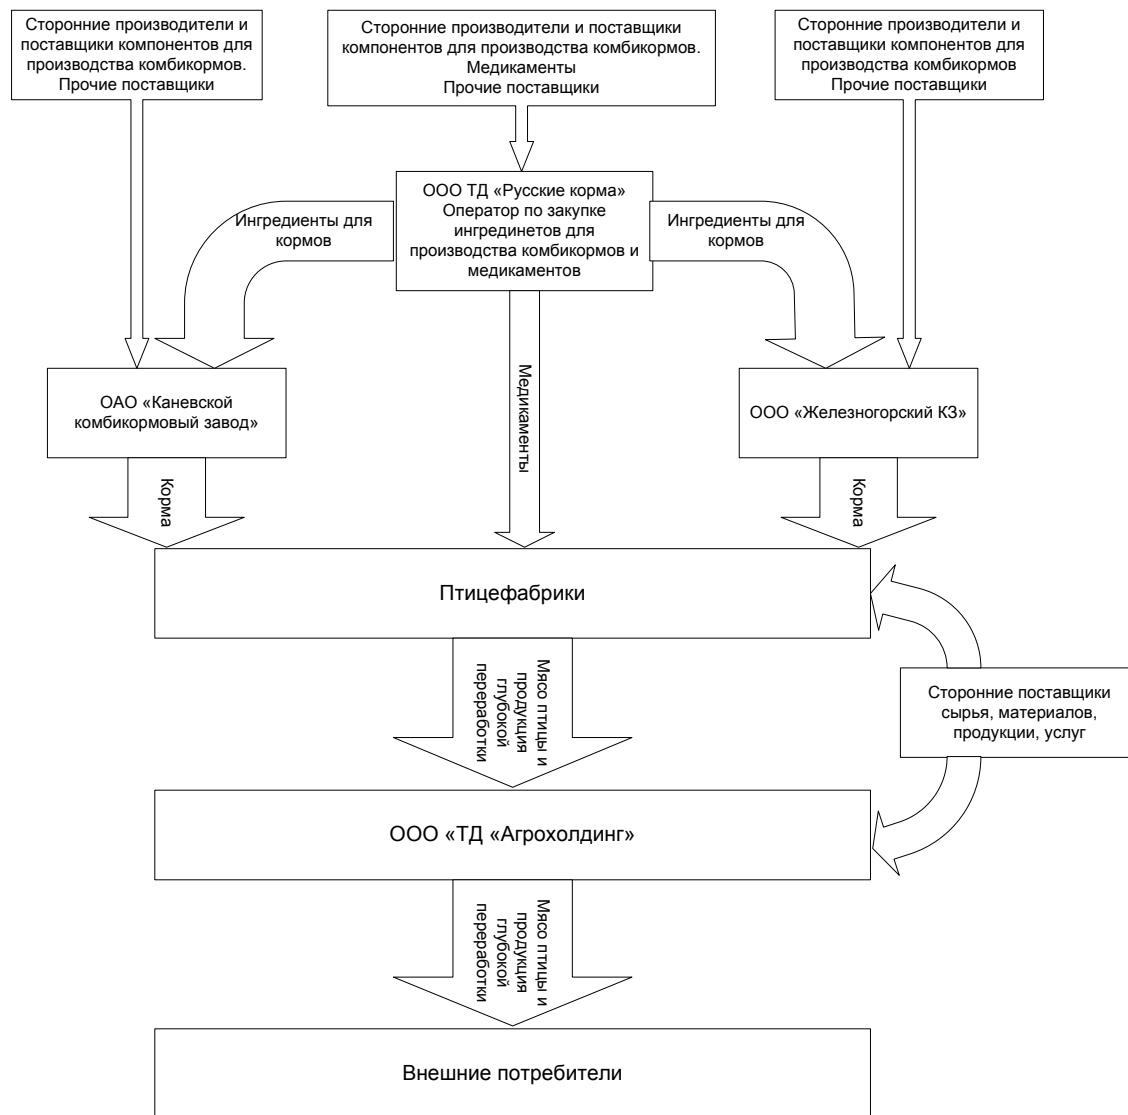 Сторонние производители и
поставщики компонентов для
производства комбикормов.
Прочие поставщики
Сторонние производители и поставщики
компонентов для производства комбикормов.
Медикаменты
Прочие поставщики
Сторонние производители и
поставщики компонентов для
производства комбикормов
Прочие поставщики
ООО ТД «Русские корма»
Оператор по закупке
ингрединетов для
производства комбикормов и
медикаментов
Ингредиенты для
кормов
Ингредиенты для
кормов
ОАО «Каневской
комбикормовый завод»
Медикаменты
ООО «Железногорский КЗ»
Корма
Корма
Птицефабрики
Мясо птицы и
продукция
глубокой
переработки
Сторонние поставщики
сырья, материалов,
продукции, услуг
ООО «ТД «Агрохолдинг»
Мясо птицы и
продукция
глубокой
переработки
Внешние потребители